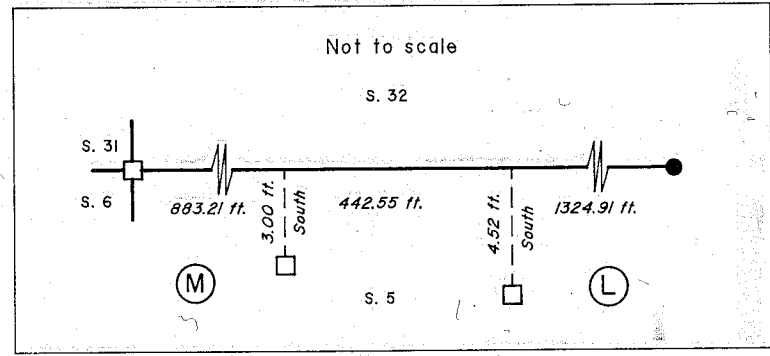 Not to scale
S. 32
S. 31
S. 6
883.21 ft.
3.00 ft.
South
442.55 ft.
4.52 ft.
South
1324.91 ft.
M
S. 5
L